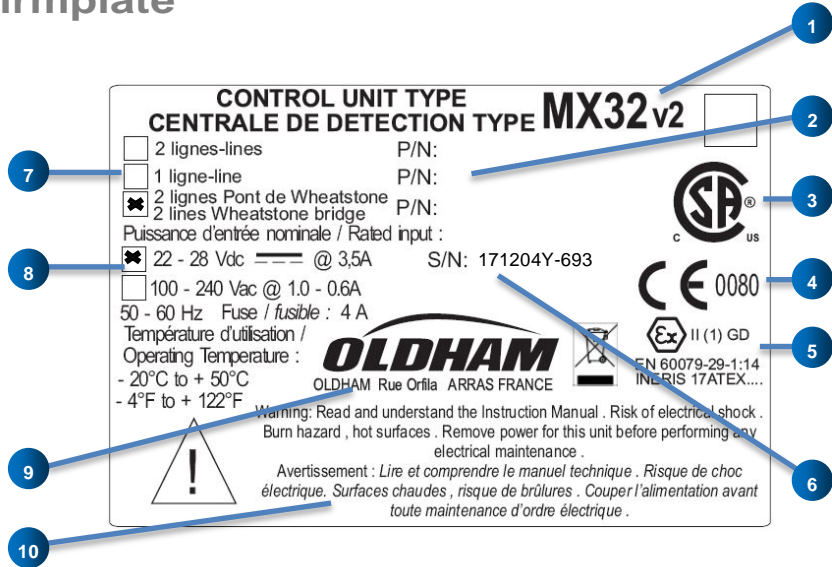 CONTROL UNIT TYPE
CENTRALE DE DETECTION TYPE MX32 v2
2 lignes-lines P/N:
1 ligne-line P/N:
2 lignes Pont de Wheatstone
2 lines Wheatstone bridge P/N:
Puissance d'entrée nominale / Rated input :
22 - 28 Vdc @ 3,5A S/N: 171204Y-693
100 - 240 Vac @ 1.0 - 0.6A
50 - 60 Hz Fuse / fusible : 4 A
Température d'utilisation /
Operating Temperature :
- 20°C to + 50°C
- 4°F to + 122°F
OLDHAM
OLDHAM Rue Orfila ARRAS FRANCE
CSA ®
C US
CE 0080
Ex II (1) GD
EN 60079-29-1:14
INERIS 17ATEX....
Warning: Read and understand the Instruction Manual . Risk of electrical shock .
Burn hazard , hot surfaces . Remove power for this unit before performing any
electrical maintenance .
Avertissement : Lire et comprendre le manuel technique . Risque de choc
électrique. Surfaces chaudes , risque de brûlures . Couper l'alimentation avant
toute maintenance d'ordre électrique .
!
1
2
3
4
5
6
7
8
9
10